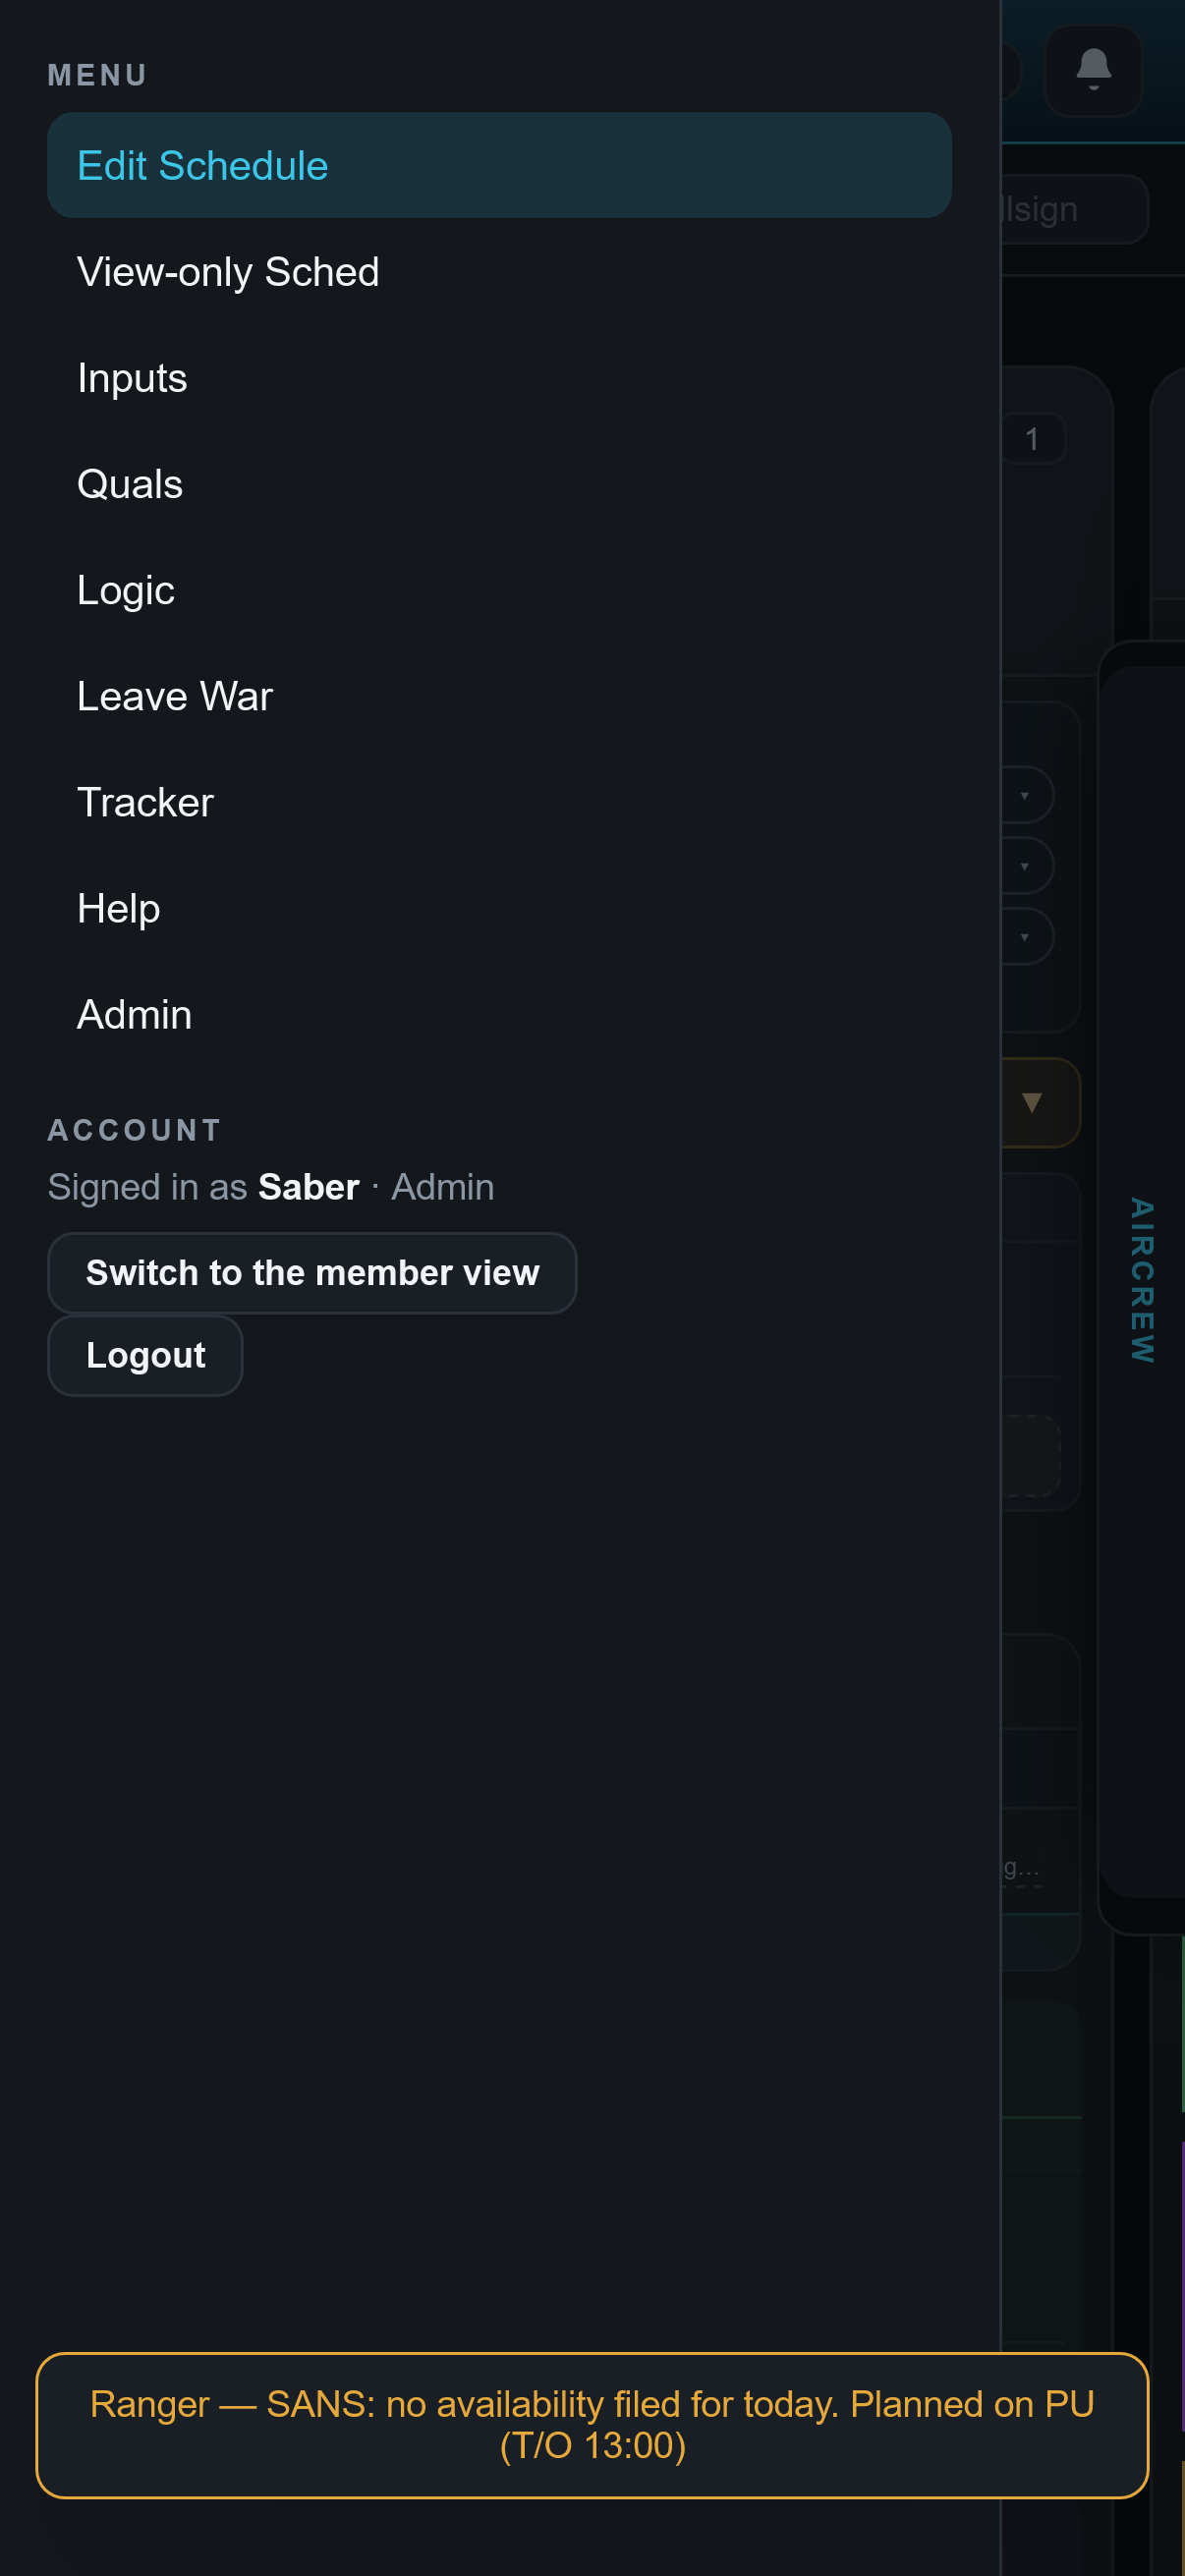 MENU
Edit Schedule
View-only Sched
Inputs
Quals
Logic
Leave War
Tracker
Help
Admin
ACCOUNT
Signed in as Saber · Admin
Switch to the member view
Logout
llsign
1
▾
▾
▾
▼
AIRCREW
g...
Ranger — SANS: no availability filed for today. Planned on PU
(T/O 13:00)